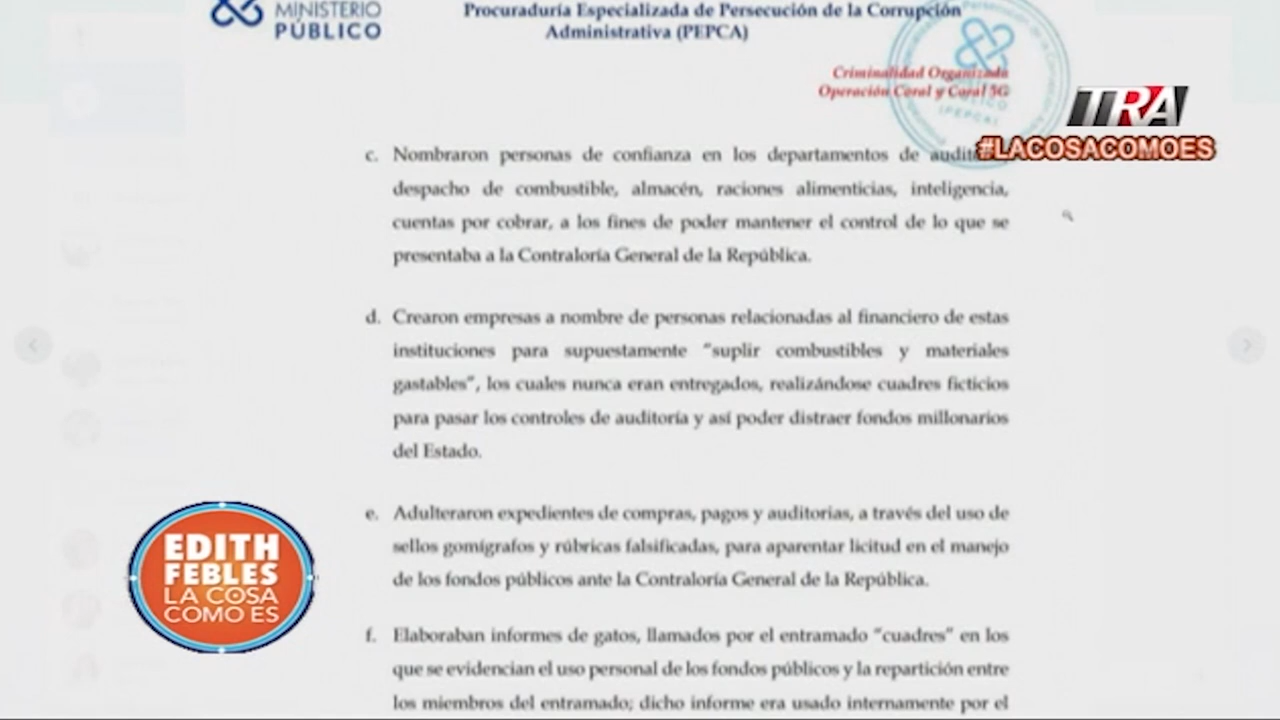 MINISTERIO
PÚBLICO
Procuraduría Especializada de Persecución de la Corrupción
Administrativa (PEPCA)
Criminalidad Organizada
Operación Coral y Coral 5G
TRA
#LACOSACOMOES
c. Nombraron personas de confianza en los departamentos de
despacho de combustible, almacén, raciones alimenticias, inteligencia,
cuentas por cobrar, a los fines de poder mantener el control de lo que se
presentaba a la Contraloría General de la República.
d. Crearon empresas a nombre de personas relacionadas al financiero de estas
instituciones para supuestamente “suplir combustibles y materiales
gastables”, los cuales nunca eran entregados, realizándose cuadres ficticios
para pasar los controles de auditoría y así poder distraer fondos millonarios
del Estado.
e. Adulteraron expedientes de compras, pagos y auditorias, a través del uso de
sellos gomígrafos y rúbricas falsificadas, para aparentar licitud en el manejo
de los fondos públicos ante la Contraloría General de la República.
f. Elaboraban informes de gatos, llamados por el entramado “cuadres” en los
que se evidencian el uso personal de los fondos públicos y la repartición entre
los miembros del entramado; dicho informe era usado internamente por el
EDITH
FEBLES
LA COSA
COMO ES